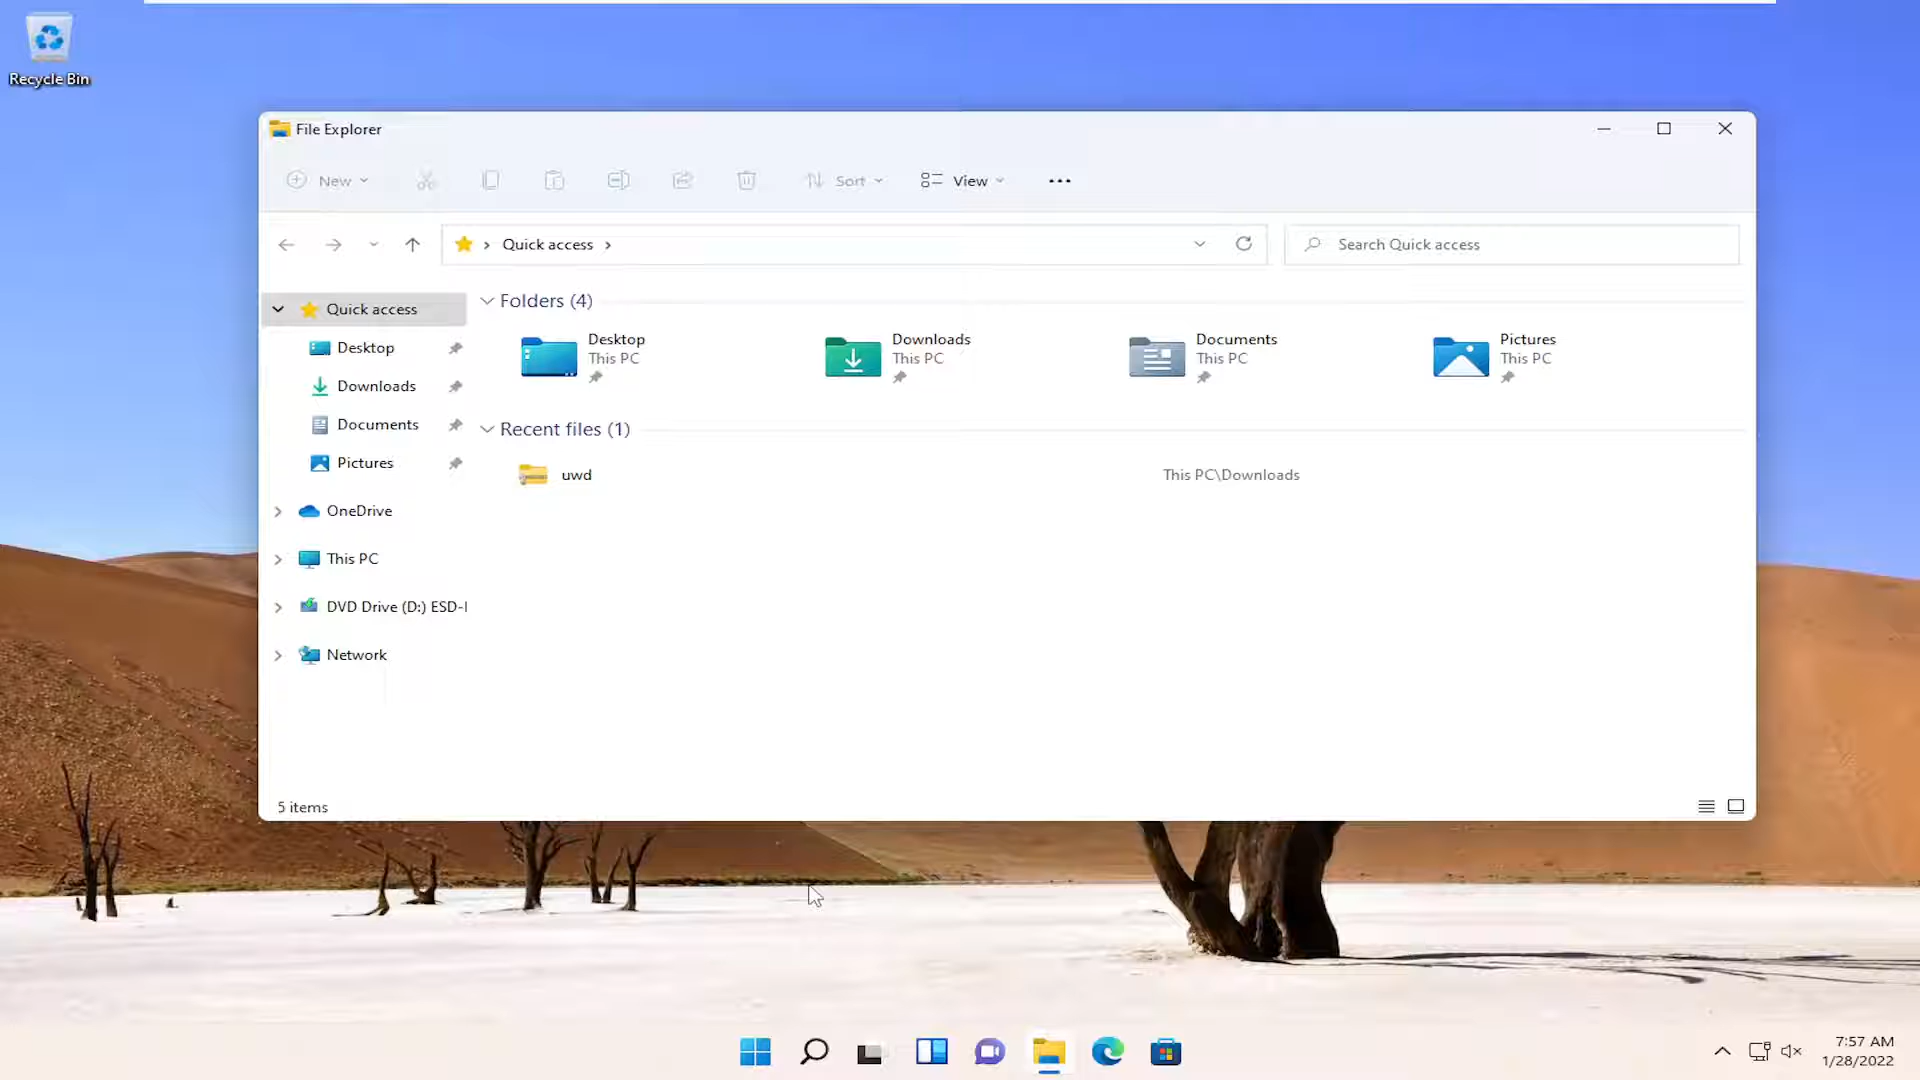 Recycle Bin
File Explorer
New
Sort
View
Quick access
Search Quick access
Quick access
Desktop
Downloads
Documents
Pictures
OneDrive
This PC
DVD Drive (D:) ESD-I
Network
Folders (4)
Desktop
This PC
Downloads
This PC
Documents
This PC
Pictures
This PC
Recent files (1)
uwd
This PC\Downloads
5 items
7:57 AM
1/28/2022